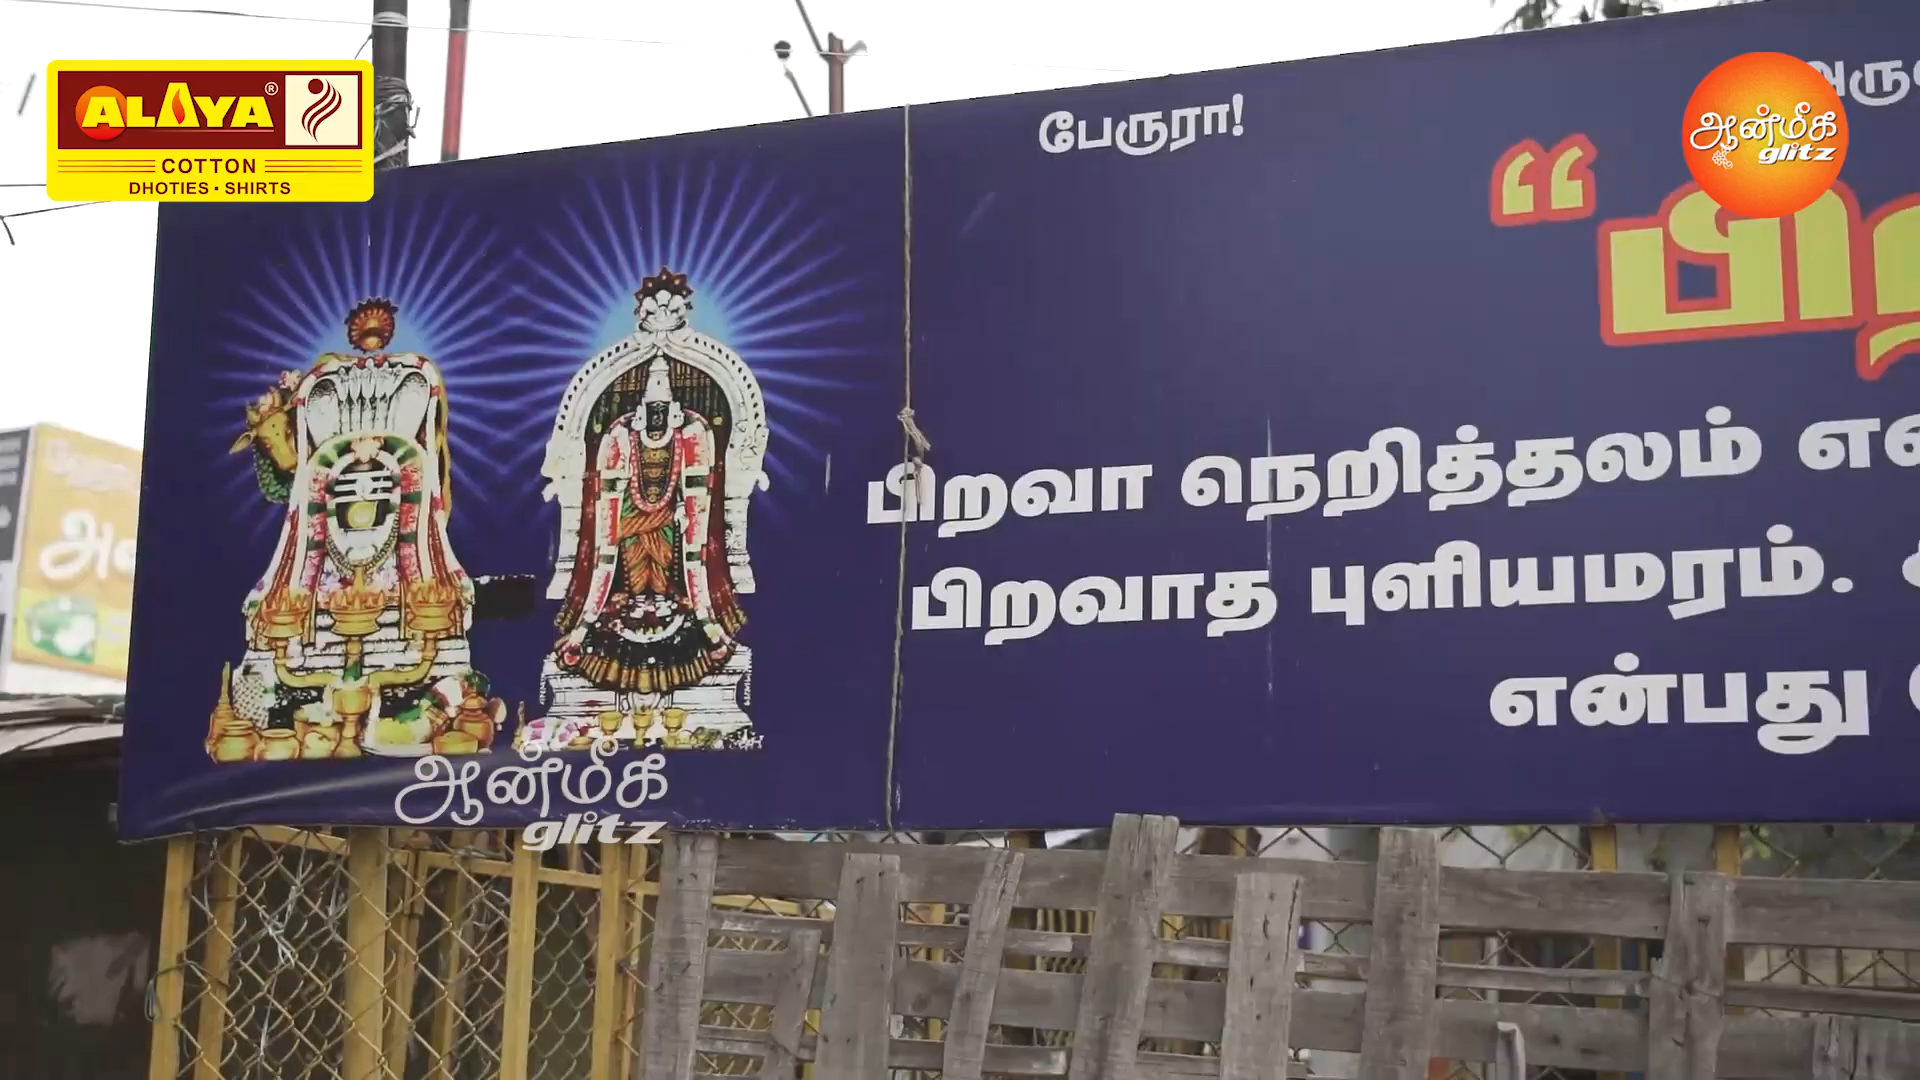 ALAYA®
COTTON
DHOTIES · SHIRTS
பேரூரா!
ஆன்மீக
glitz
பிறவா நெறித்தலம்
பிறவாத புளியமரம்.
என்பது
ஆன்மீக
glitz